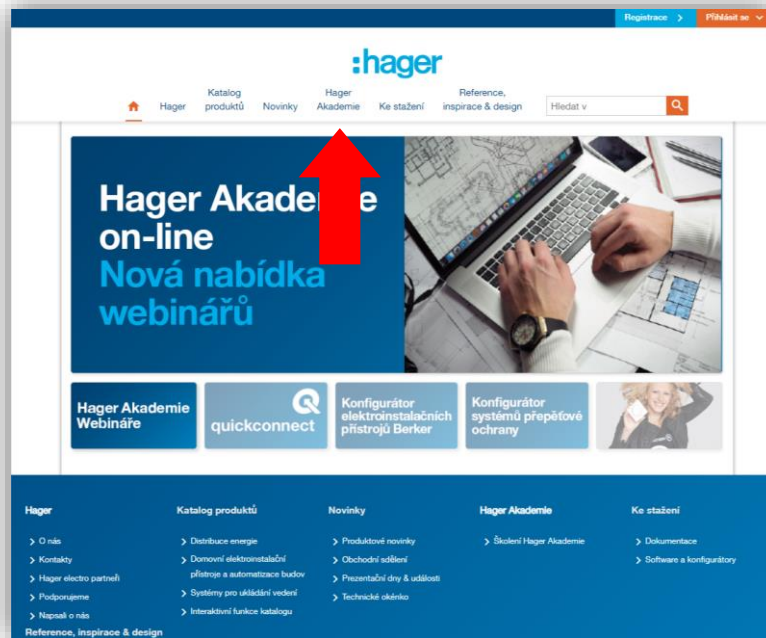 Registrace
Přihlásit se
:hager
Hager
Katalog
produktů
Novinky
Hager
Akademie
Ke stažení
Reference,
inspirace & design
Hledat v
Hager Akade e
on-line
Nová nabídka
webinářů
Hager Akademie
Webináře
quickconnect
Konfigurátor
elektroinstalačních
přístrojů Berker
Konfigurátor
systémů přepěťové
ochrany
Hager
O nás
Kontakty
Hager electro partneři
Podporujeme
Napsali o nás
Reference, inspirace & design
Katalog produktů
Distribuce energie
Domovní elektroinstalační
přístroje a automatizace budov
Systémy pro ukládání vedení
Interaktivní funkce katalogu
Novinky
Produktové novinky
Obchodní sdělení
Prezentační dny & události
Technické okénko
Hager Akademie
Školení Hager Akademie
Ke stažení
Dokumentace
Software a konfigurátory